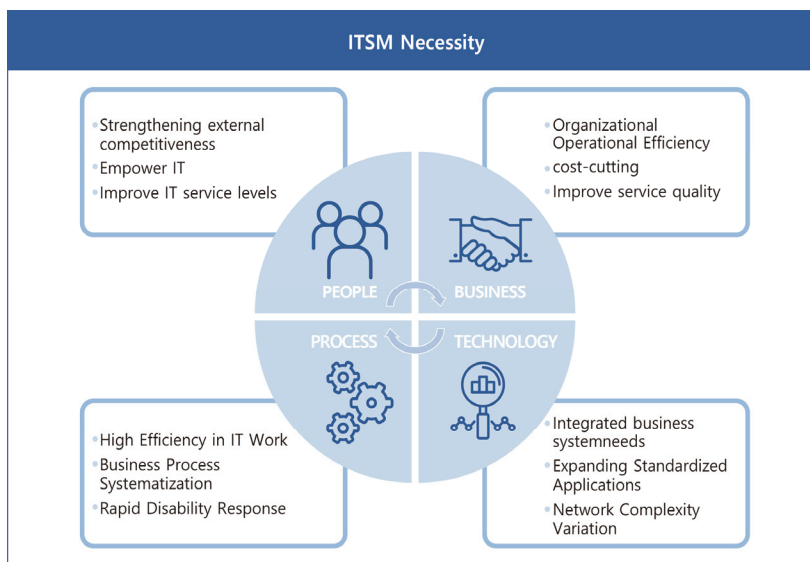 ITSM Necessity
Strengthening external
competitiveness
Empower IT
Improve IT service levels
Organizational
Operational Efficiency
cost-cutting
Improve service quality
PEOPLE
BUSINESS
PROCESS
TECHNOLOGY
High Efficiency in IT Work
Business Process
Systematization
Rapid Disability Response
Integrated business
systemneeds
Expanding Standardized
Applications
Network Complexity
Variation